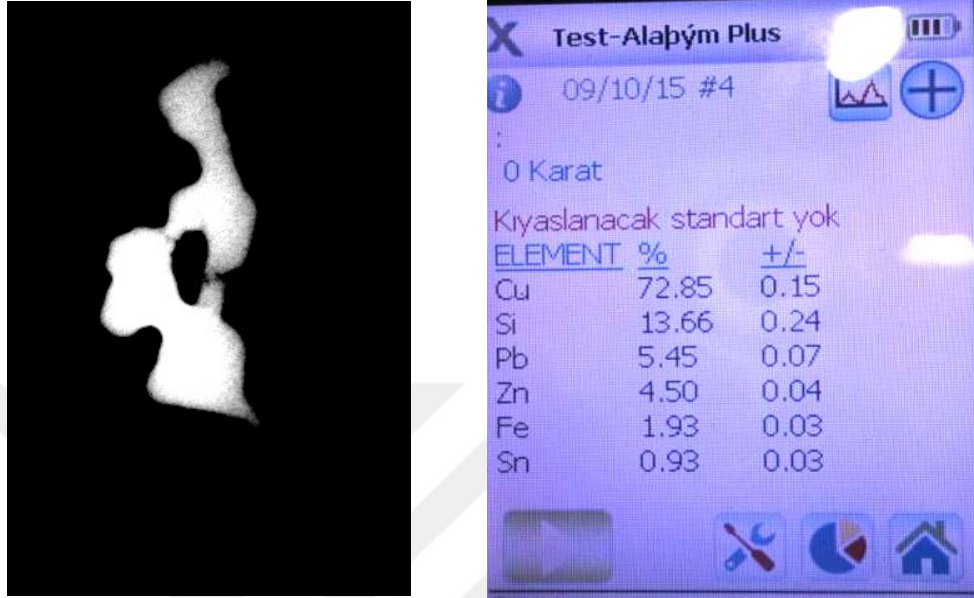 X Test-Alaþým Plus
i 09/10/15 #4
:
0 Karat
Kıyaslanacak standart yok
ELEMENT % +/-
Cu 72.85 0.15
Si 13.66 0.24
Pb 5.45 0.07
Zn 4.50 0.04
Fe 1.93 0.03
Sn 0.93 0.03